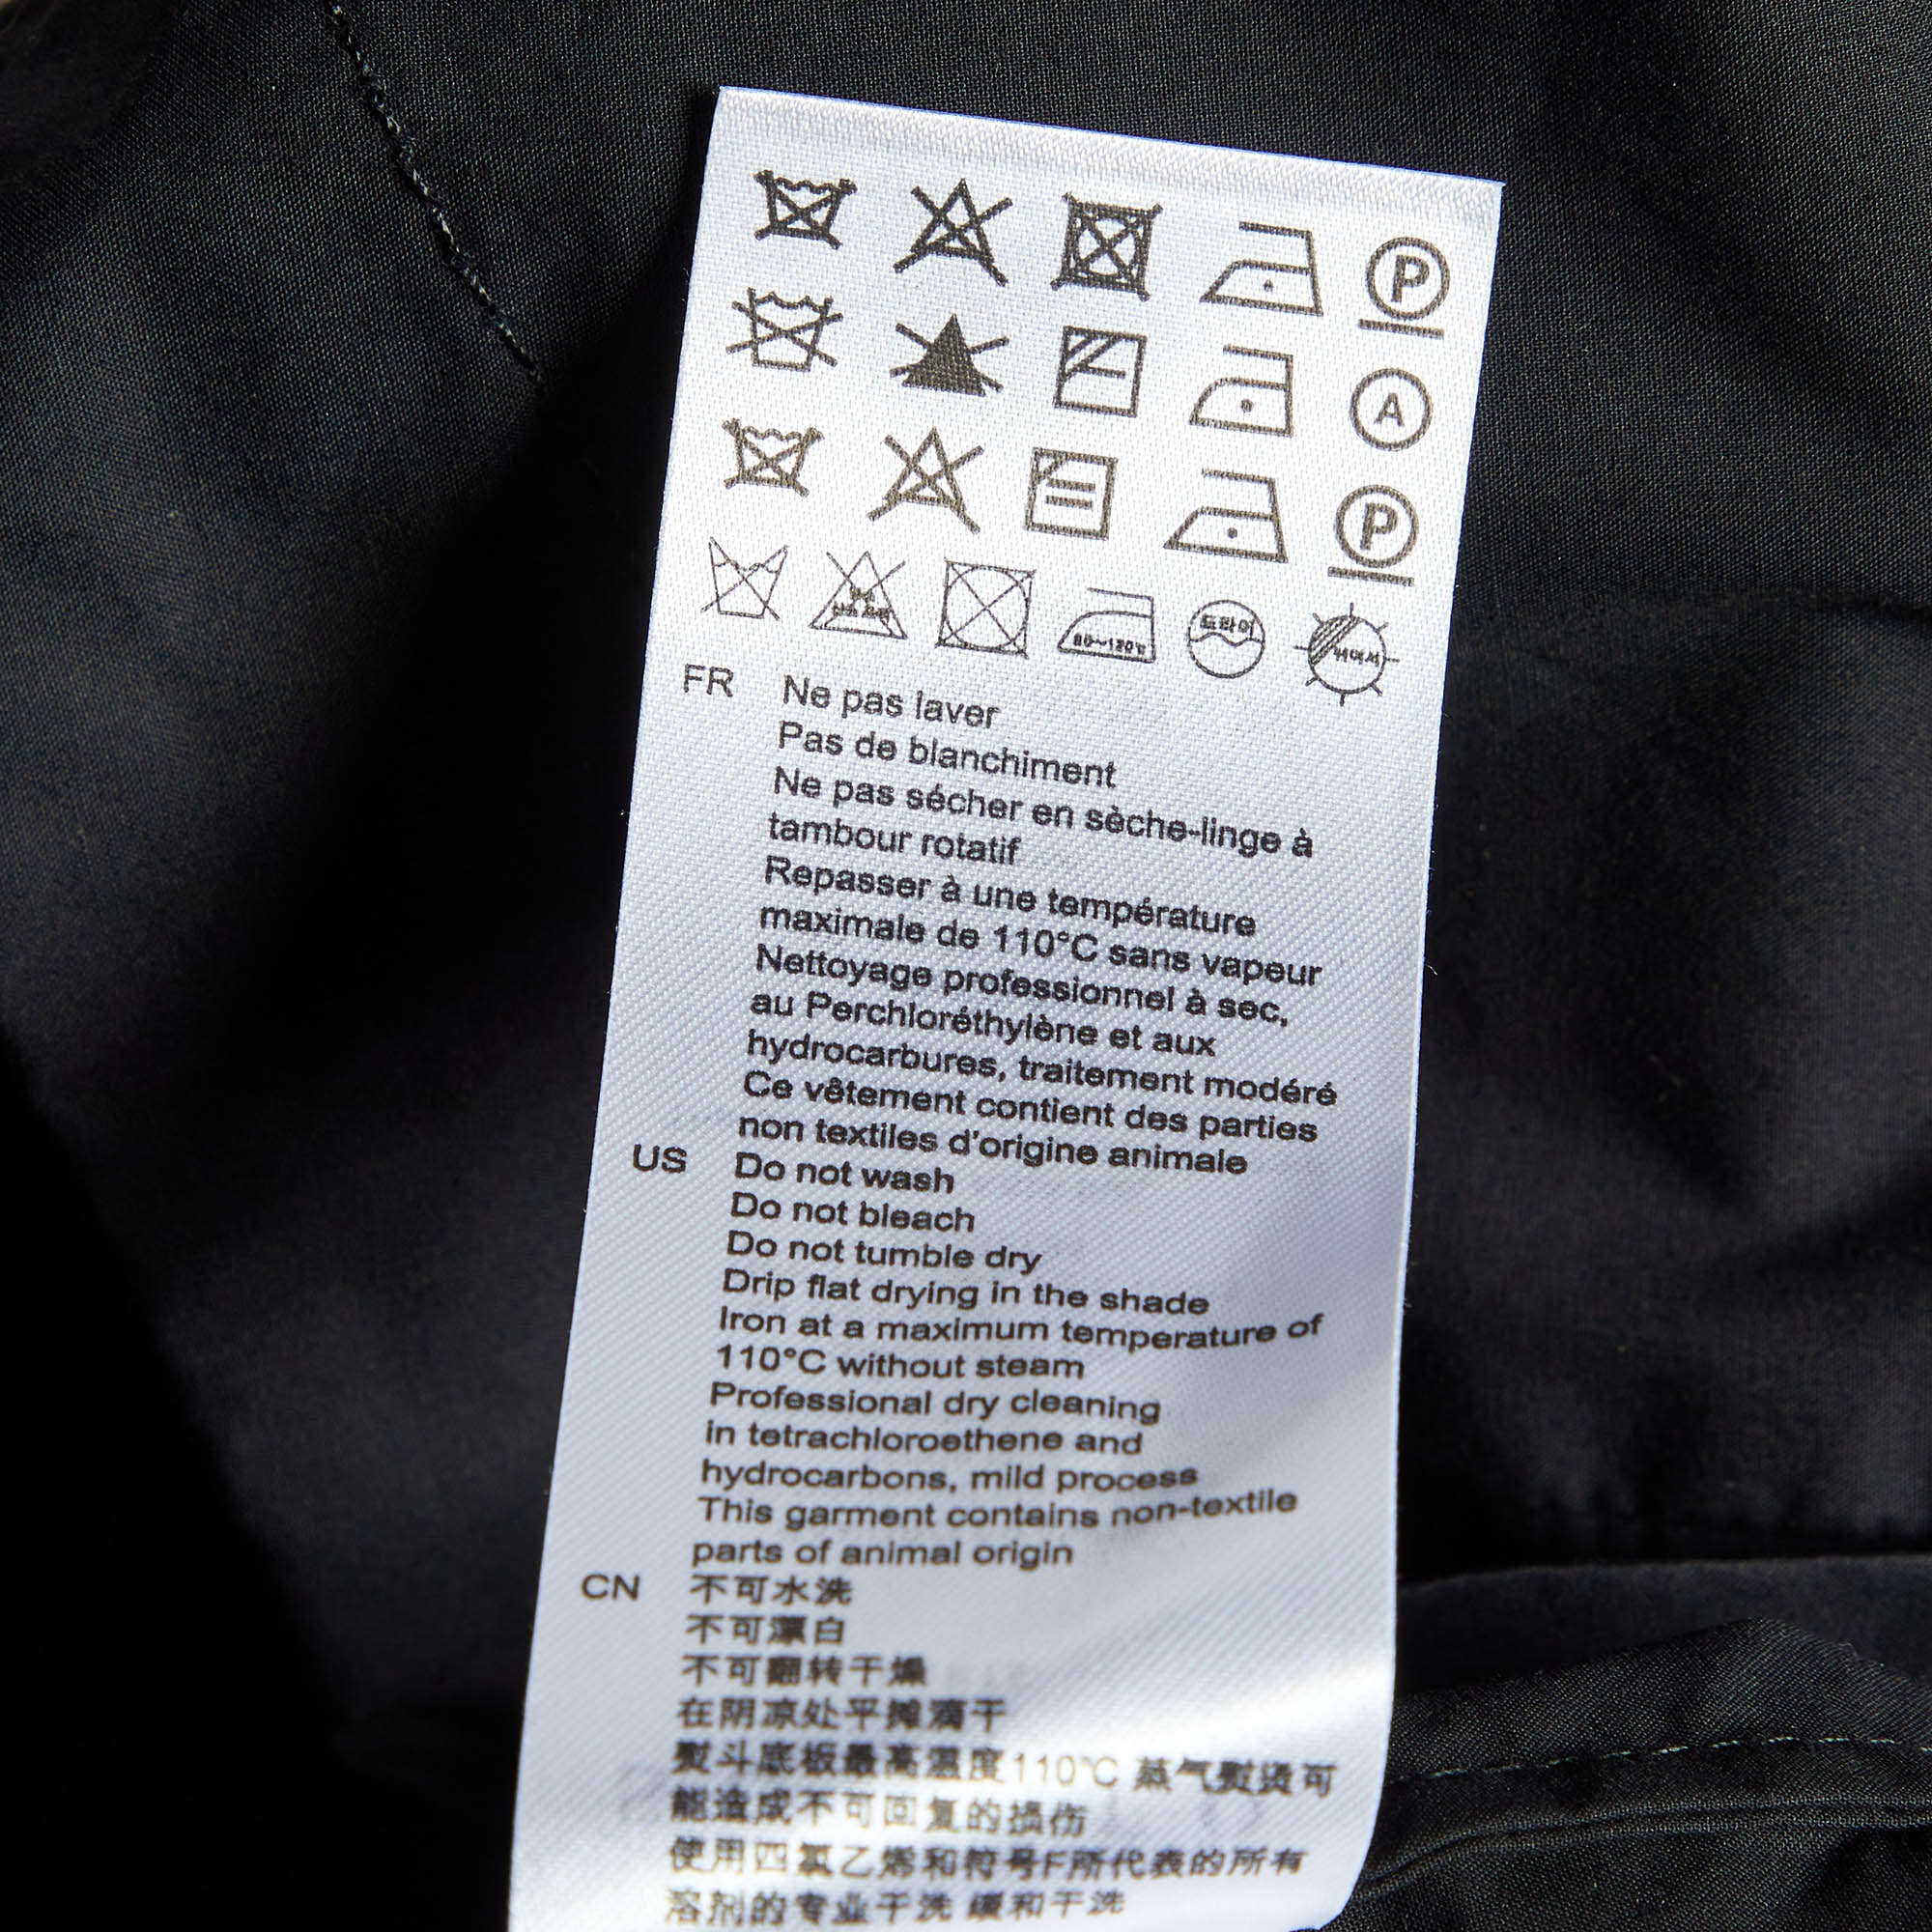 P
A
P
80~120℃ 드라이 뉘어서
FR Ne pas laver
Pas de blanchiment
Ne pas sécher en sèche-linge à
tambour rotatif
Repasser à une température
maximale de 110°C sans vapeur
Nettoyage professionnel à sec,
au Perchloréthylène et aux
hydrocarbures, traitement modéré
Ce vêtement contient des parties
non textiles d'origine animale
US Do not wash
Do not bleach
Do not tumble dry
Drip flat drying in the shade
Iron at a maximum temperature of
110°C without steam
Professional dry cleaning
in tetrachloroethene and
hydrocarbons, mild process
This garment contains non-textile
parts of animal origin
CN 不可水洗
不可漂白
不可翻转干燥
在阴凉处平摊滴干
熨斗底板最高温度110℃ 蒸气熨烫可
能造成不可回复的损伤
使用四氯乙烯和符号F所代表的所有
溶剂的专业干洗 缓和干洗